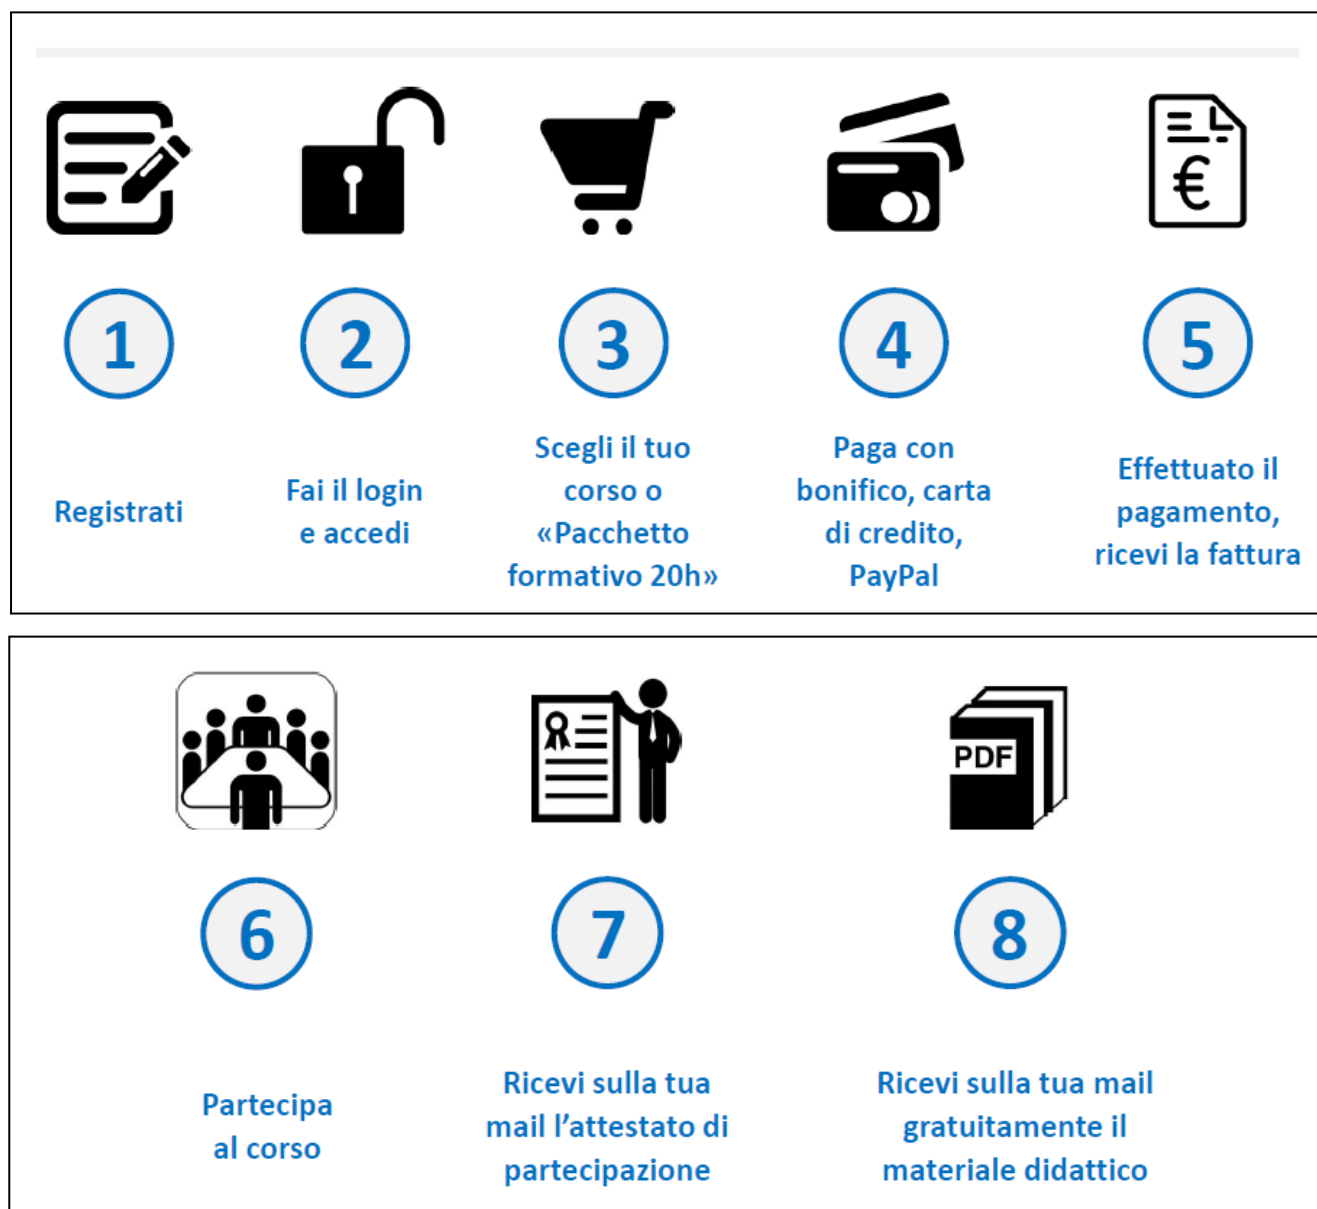 1
Registrati
2
Fai il login
e accedi
3
Scegli il tuo
corso o
«Pacchetto
formativo 20h»
4
Paga con
bonifico, carta
di credito,
PayPal
€
5
Effettuato il
pagamento,
ricevi la fattura
6
Partecipa
al corso
7
Ricevi sulla tua
mail l’attestato di
partecipazione
PDF
8
Ricevi sulla tua mail
gratuitamente il
materiale didattico